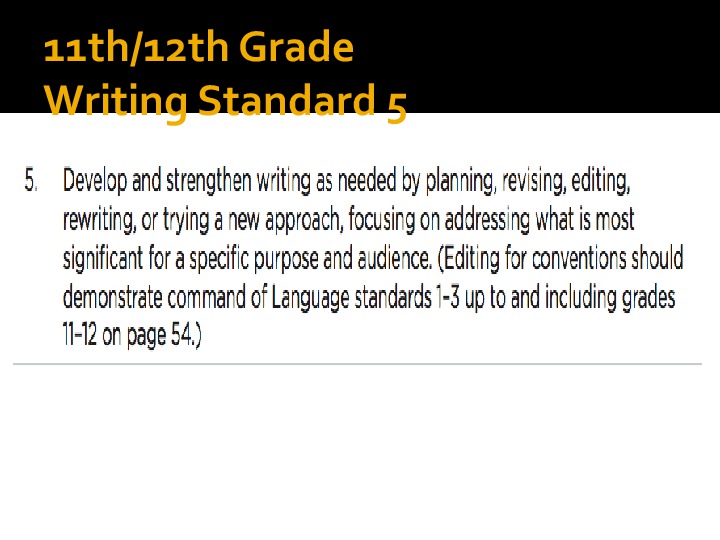 11th/12th Grade
Writing Standard 5
5. Develop and strengthen writing as needed by planning, revising, editing,
rewriting, or trying a new approach, focusing on addressing what is most
significant for a specific purpose and audience. (Editing for conventions should
demonstrate command of Language standards 1–3 up to and including grades
11–12 on page 54.)